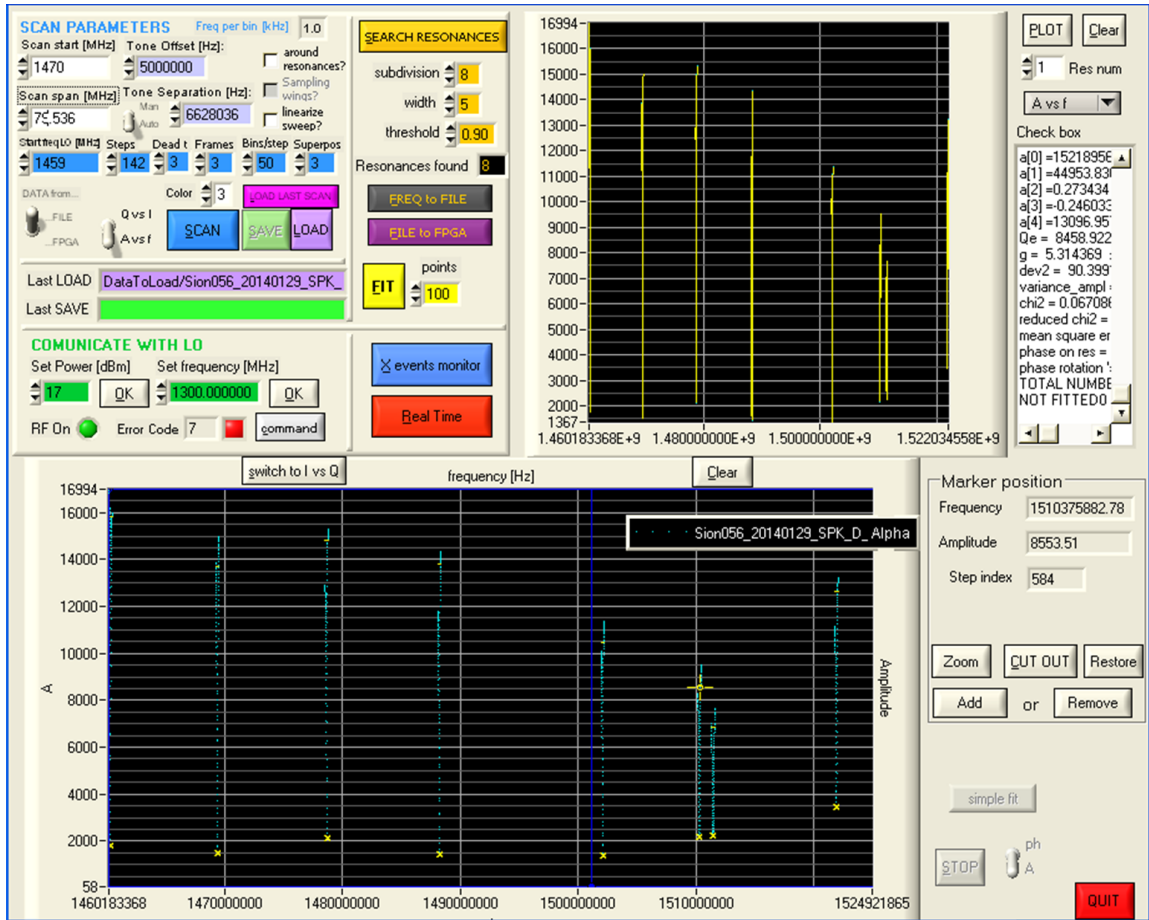 SCAN PARAMETERS Freq per bin [kHz] 1.0
Scan start [MHz] Tone Offset [Hz]:
1470 5000000
around resonances?
Scan span [MHz] Tone Separation [Hz]:
Sampling wings?
Man
Auto
75.536 6628036
linearize sweep?
StartfreqLO [MHz] Steps Dead t Frames Bins/step Superpos
1459 142 3 3 50 3
DATA from...
...FILE
...FPGA
Color 3 LOAD LAST SCAN
Q vs I
A vs f
SCAN SAVE LOAD
Last LOAD DataToLoad/Sion056_20140129_SPK_
Last SAVE
COMUNICATE WITH LO
Set Power [dBm] Set frequency [MHz]
17 OK 1300.000000 OK
RF On Error Code 7 command
SEARCH RESONANCES
subdivision 8
width 5
threshold 0.90
Resonances found 8
FREQ to FILE
FILE to FPGA
FIT points
100
X events monitor
Real Time
16994
16000
15000
14000
13000
12000
11000
10000
9000
8000
7000
6000
5000
4000
3000
2000
1367
1.460183368E+9 1.480000000E+9 1.500000000E+9 1.522034558E+9
PLOT Clear
1 Res num
A vs f
Check box
a[0] =15218956
a[1] =44953.830
a[2] =-0.273434
a[3] =-0.246033
a[4] =13096.957
Qe = 8458.922
g = 5.314369
dev2 = 90.399
variance_ampl
chi2 = 0.067086
reduced chi2 =
mean square er
phase on res =
phase rotation
TOTAL NUMBE
NOT FITTED0
switch to I vs Q frequency [Hz] Clear
16994
16000
14000
12000
10000
8000
6000
4000
2000
58
A
Sion056_20140129_SPK_D_ Alpha
Amplitude
1460183368 1470000000 1480000000 1490000000 1500000000 1510000000 1524921865
Marker position
Frequency 1510375882.78
Amplitude 8553.51
Step index 584
Zoom CUT OUT Restore
Add or Remove
simple fit
STOP
ph
A
QUIT